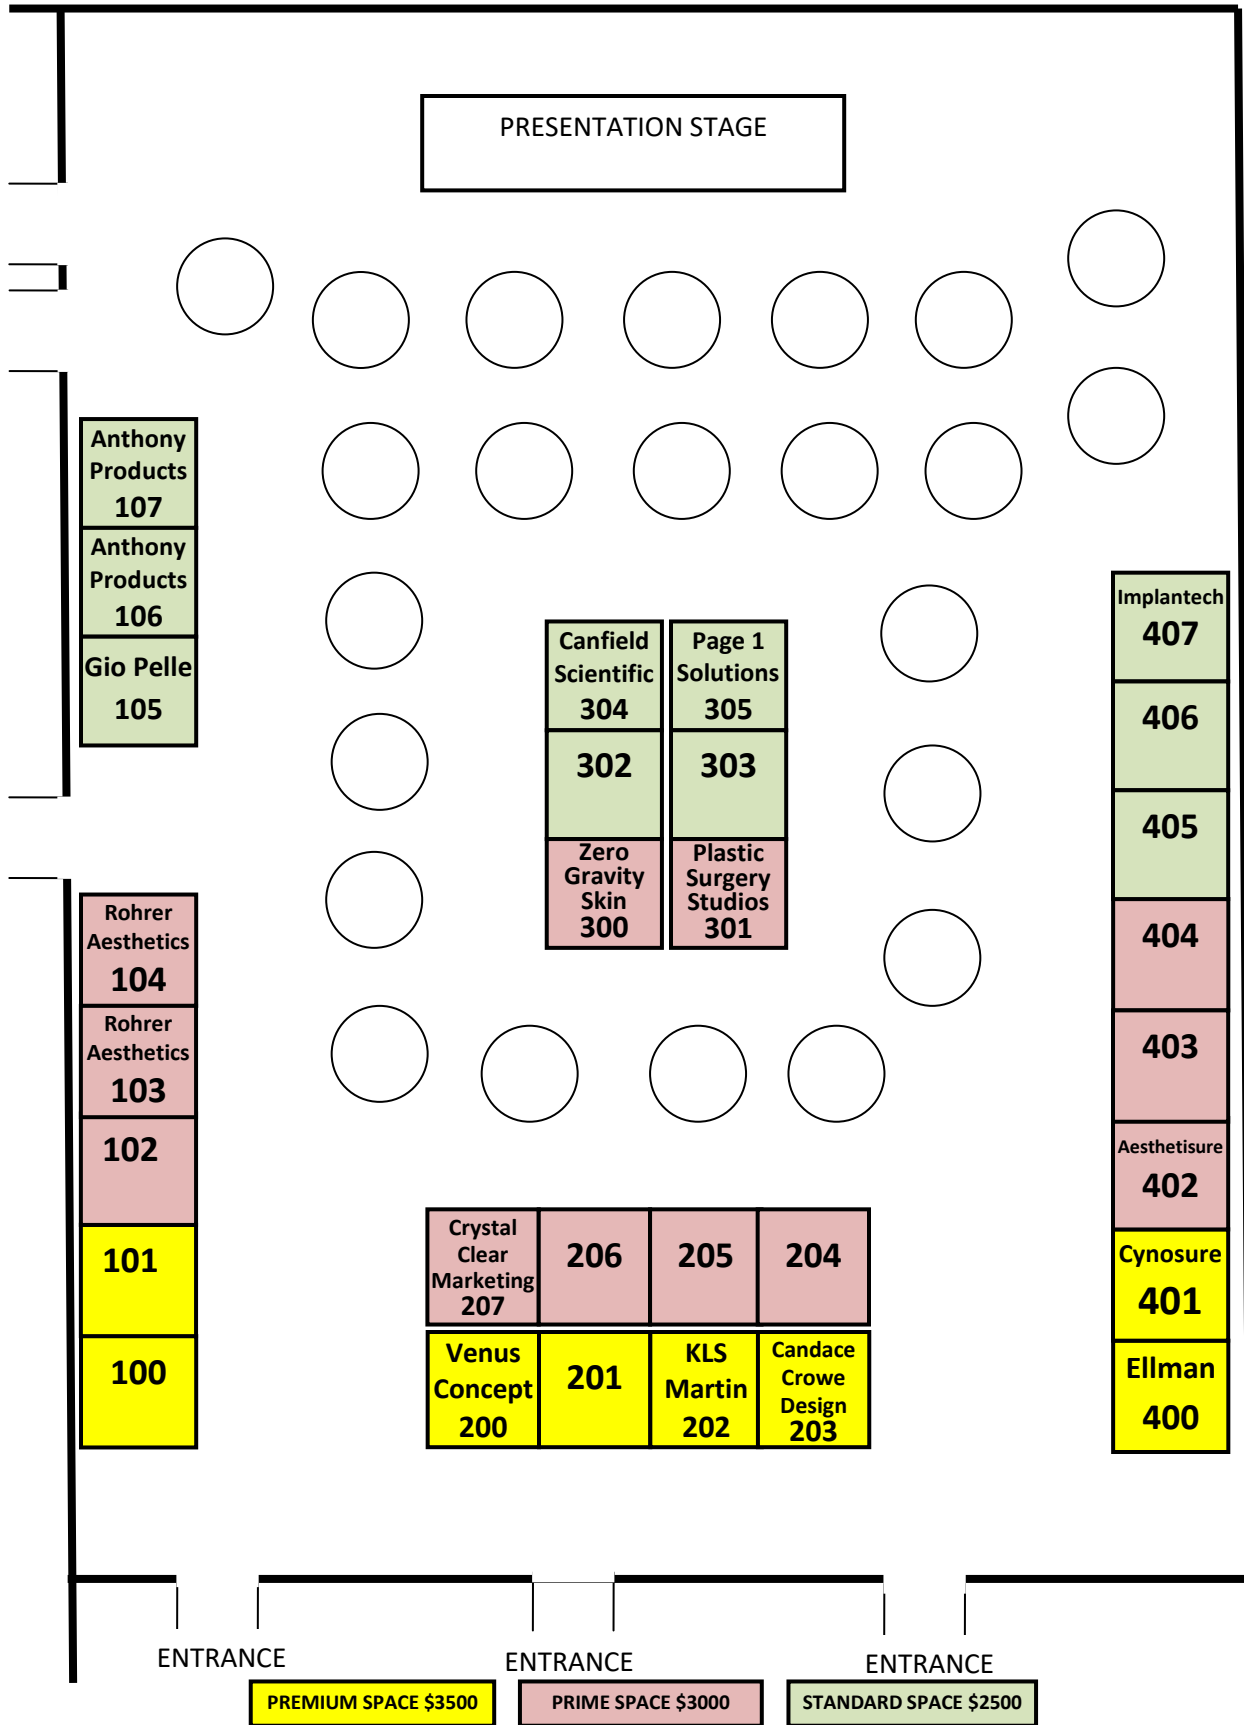 PRESENTATION STAGE
Anthony
Products
107
Anthony
Products
106
Gio Pelle
105
Canfield
Scientific
304
Page 1
Solutions
305
302
303
Zero
Gravity
Skin
300
Plastic
Surgery
Studios
301
Implantech
407
406
405
404
403
Aesthetisure
402
Cynosure
401
Ellman
400
Rohrer
Aesthetics
104
Rohrer
Aesthetics
103
102
101
100
Crystal
Clear
Marketing
207
206
205
204
Venus
Concept
200
201
KLS
Martin
202
Candace
Crowe
Design
203
ENTRANCE
ENTRANCE
ENTRANCE
PREMIUM SPACE $3500
PRIME SPACE $3000
STANDARD SPACE $2500